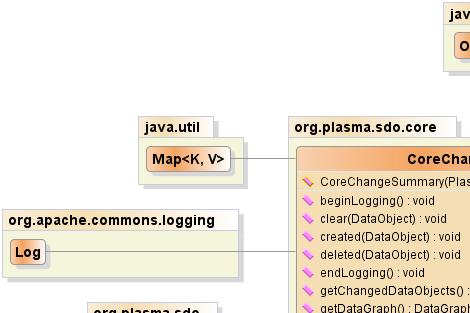 jav
java.util
Map<K, V>
org.plasma.sdo.core
CoreChan
CoreChangeSummary(Plas
beginLogging() : void
clear(DataObject) : void
created(DataObject) : void
deleted(DataObject) : void
endLogging() : void
getChangedDataObjects() :
getDataGraph() : DataGraph
org.apache.commons.logging
Log
org.plasma.sdo